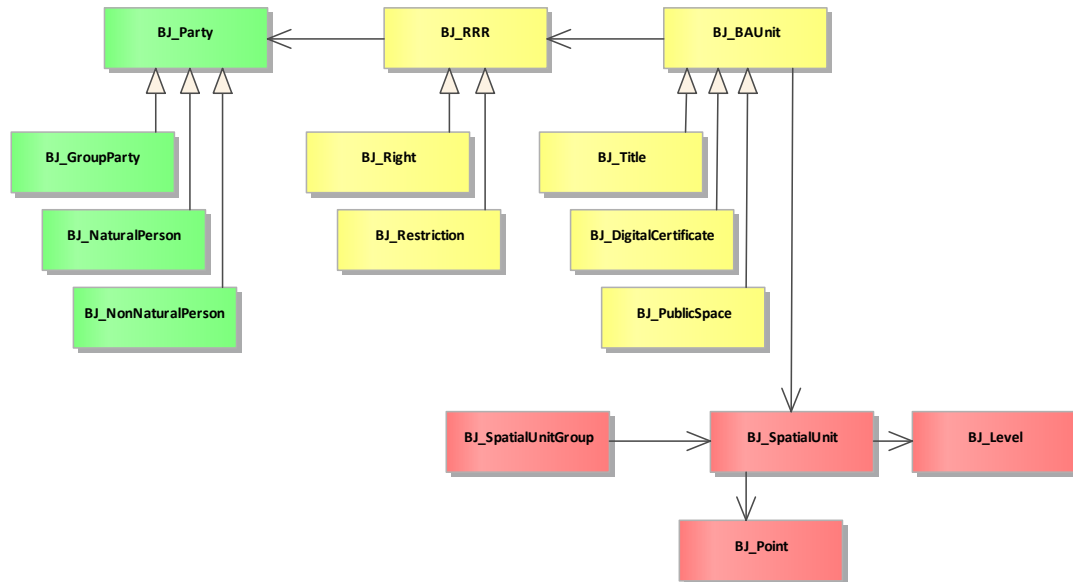 BJ_Party
BJ_RRR
BJ_BAUnit
BJ_GroupParty
BJ_Right
BJ_Title
BJ_NaturalPerson
BJ_Restriction
BJ_DigitalCertificate
BJ_NonNaturalPerson
BJ_PublicSpace
BJ_SpatialUnitGroup
BJ_SpatialUnit
BJ_Level
BJ_Point